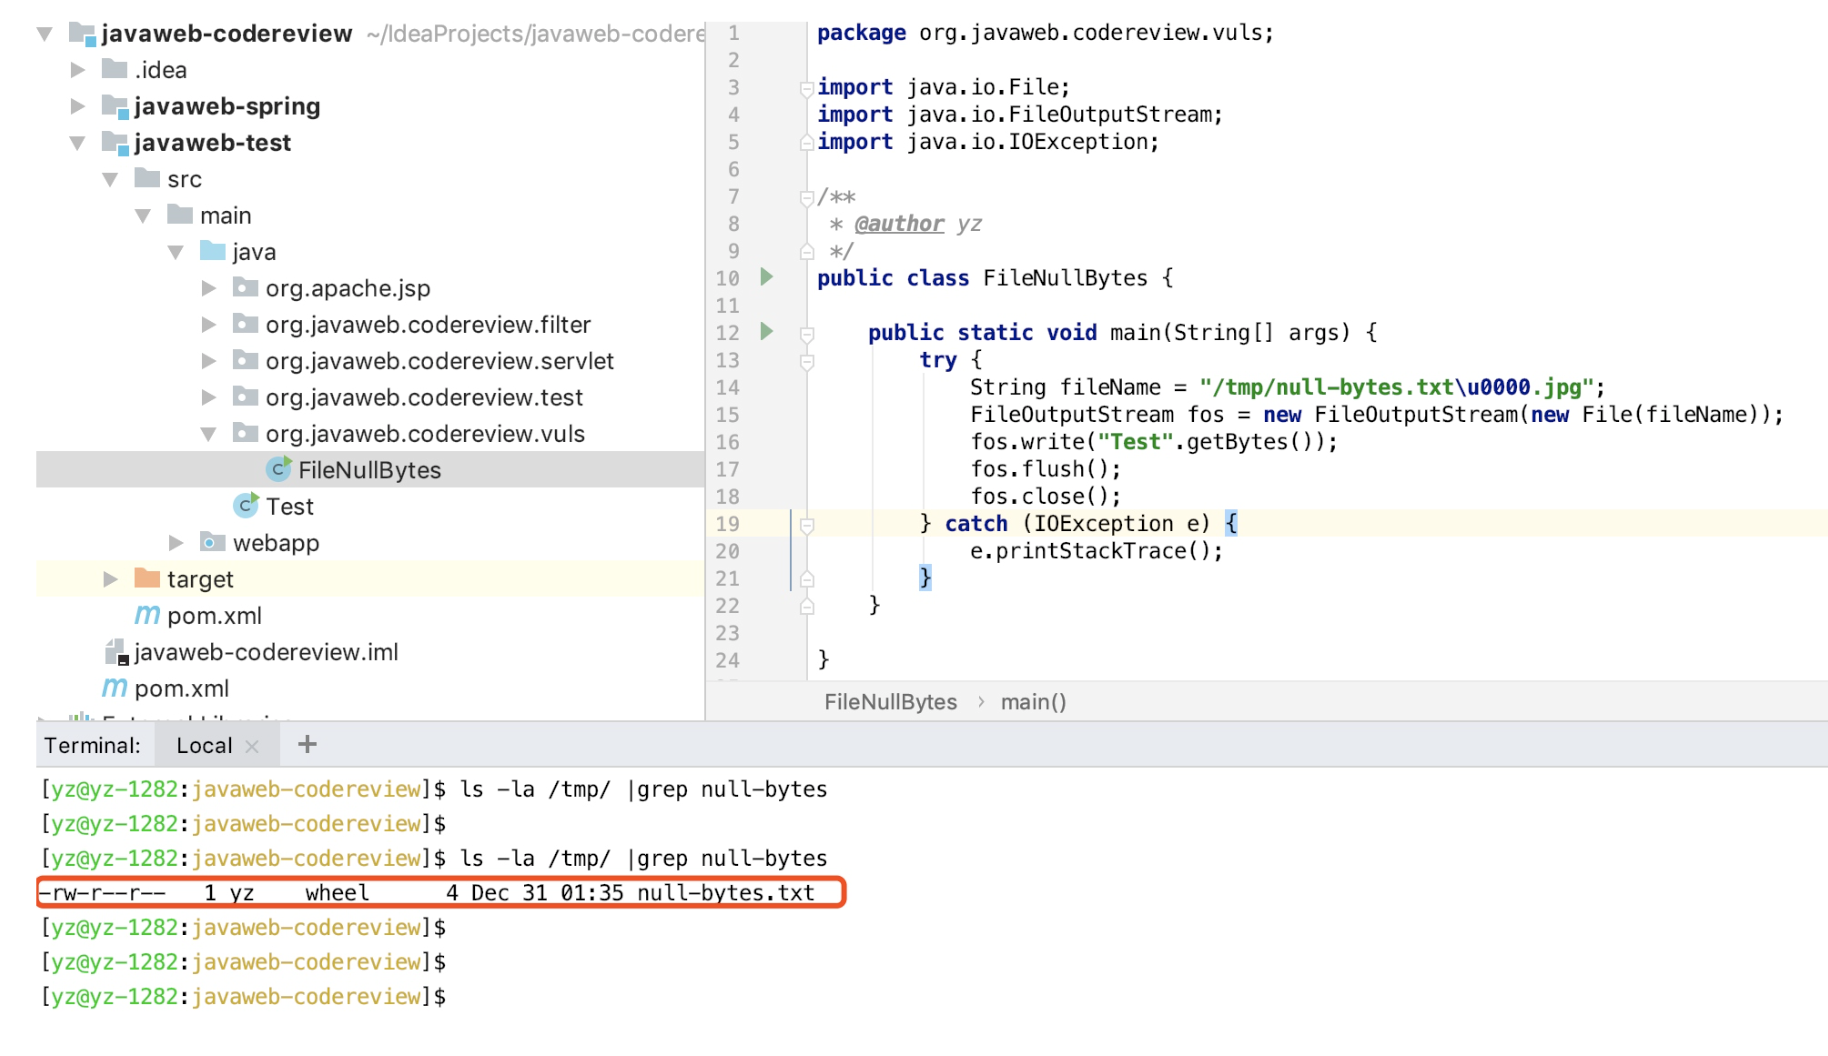 javaweb-codereview ~/IdeaProjects/javaweb-codere
.idea
javaweb-spring
javaweb-test
src
main
java
org.apache.jsp
org.javaweb.codereview.filter
org.javaweb.codereview.servlet
org.javaweb.codereview.test
org.javaweb.codereview.vuls
FileNullBytes
Test
webapp
target
pom.xml
javaweb-codereview.iml
pom.xml
1 package org.javaweb.codereview.vuls;
2
3 import java.io.File;
4 import java.io.FileOutputStream;
5 import java.io.IOException;
6
7 /**
8 * @author yz
9 */
10 public class FileNullBytes {
11
12 public static void main(String[] args) {
13 try {
14 String fileName = "/tmp/null-bytes.txt\u0000.jpg";
15 FileOutputStream fos = new FileOutputStream(new File(fileName));
16 fos.write("Test".getBytes());
17 fos.flush();
18 fos.close();
19 } catch (IOException e) {
20 e.printStackTrace();
21 }
22 }
23
24 }
FileNullBytes › main()
Terminal: Local × +
[yz@yz-1282:javaweb-codereview]$ ls -la /tmp/ |grep null-bytes
[yz@yz-1282:javaweb-codereview]$
[yz@yz-1282:javaweb-codereview]$ ls -la /tmp/ |grep null-bytes
-rw-r--r-- 1 yz wheel 4 Dec 31 01:35 null-bytes.txt
[yz@yz-1282:javaweb-codereview]$
[yz@yz-1282:javaweb-codereview]$
[yz@yz-1282:javaweb-codereview]$